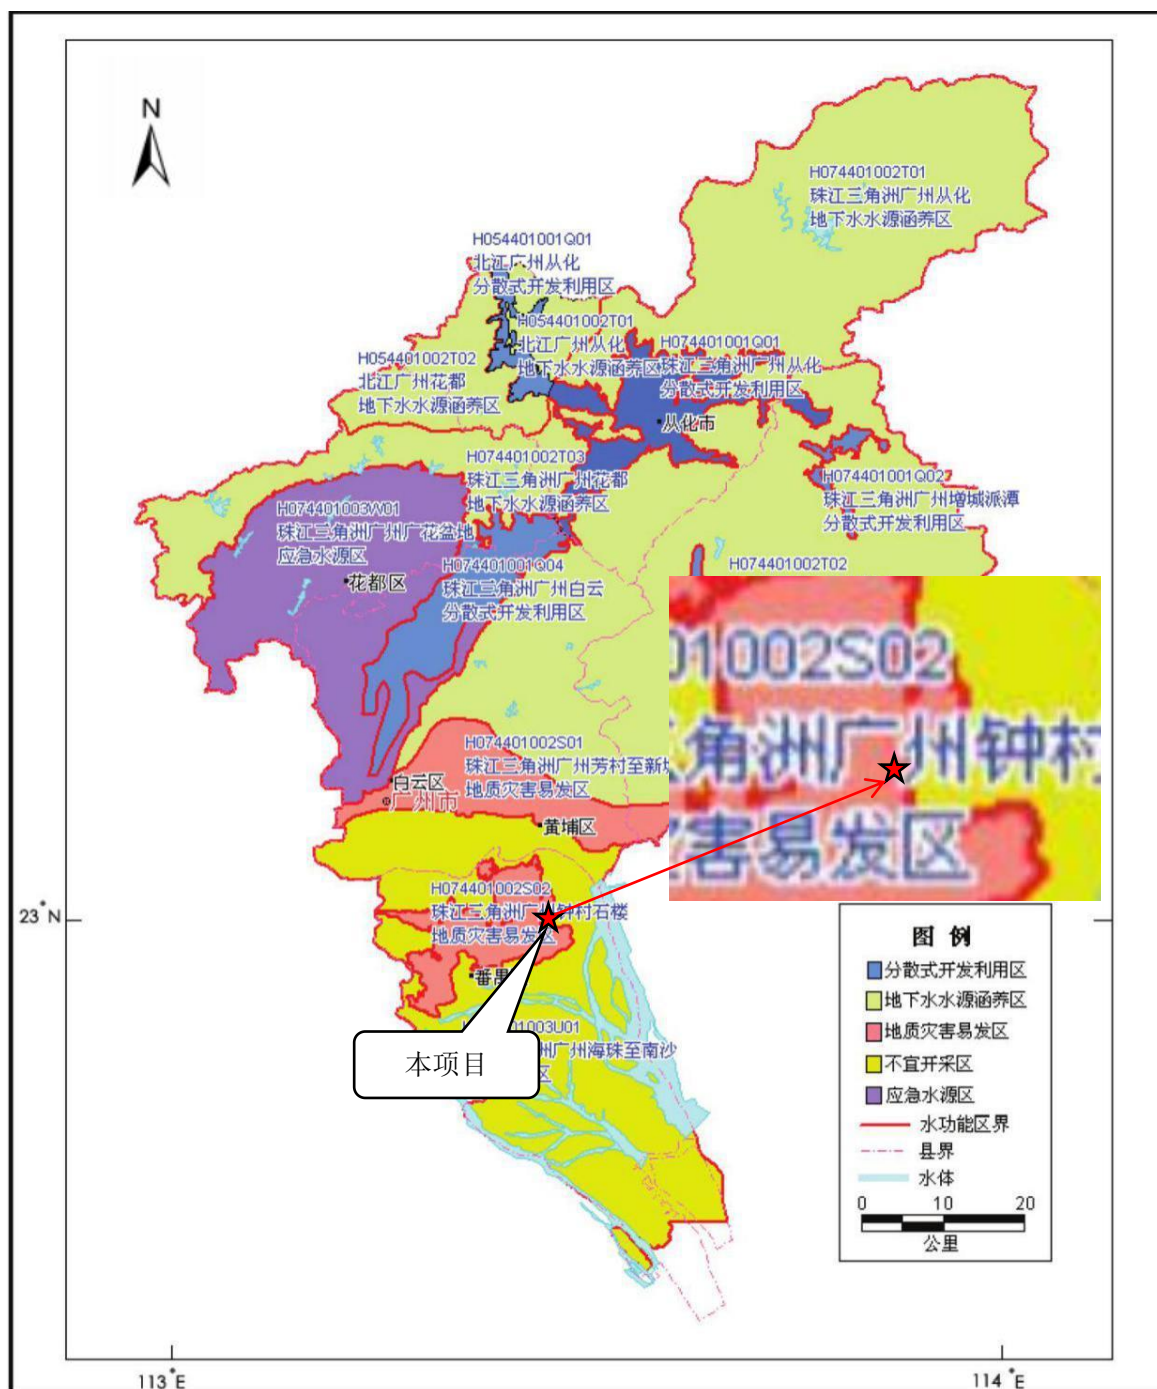 N
H074401002T01
珠江三角洲广州从化
地下水水源涵养区
H054401001Q01
北江广州从化
分散式开发利用区
H054401002T01
北江广州从化
地下水水源涵养区
H074401001Q01
珠江三角洲广州从化
分散式开发利用区
H054401002T02
北江广州花都
地下水水源涵养区
从化市
H074401002T03
珠江三角洲广州花都
地下水水源涵养区
H074401001Q02
珠江三角洲广州增城派潭
分散式开发利用区
H074401003W01
珠江三角洲广州广花盆地
应急水源区
花都区
H074401001Q04
珠江三角洲广州白云
分散式开发利用区
H074401002T02
01002S02
角洲广州钟村
害易发区
H074401002S01
珠江三角洲广州芳村至新
地质灾害易发区
白云区
广州市
黄埔区
H074401002S02
珠江三角洲广州钟村石楼
地质灾害易发区
23°N
番禺
01003U01
州广州海珠至南沙
区
本项目
图 例
分散式开发利用区
地下水水源涵养区
地质灾害易发区
不宜开采区
应急水源区
水功能区界
县界
水体
0 10 20
公里
113°E
114°E